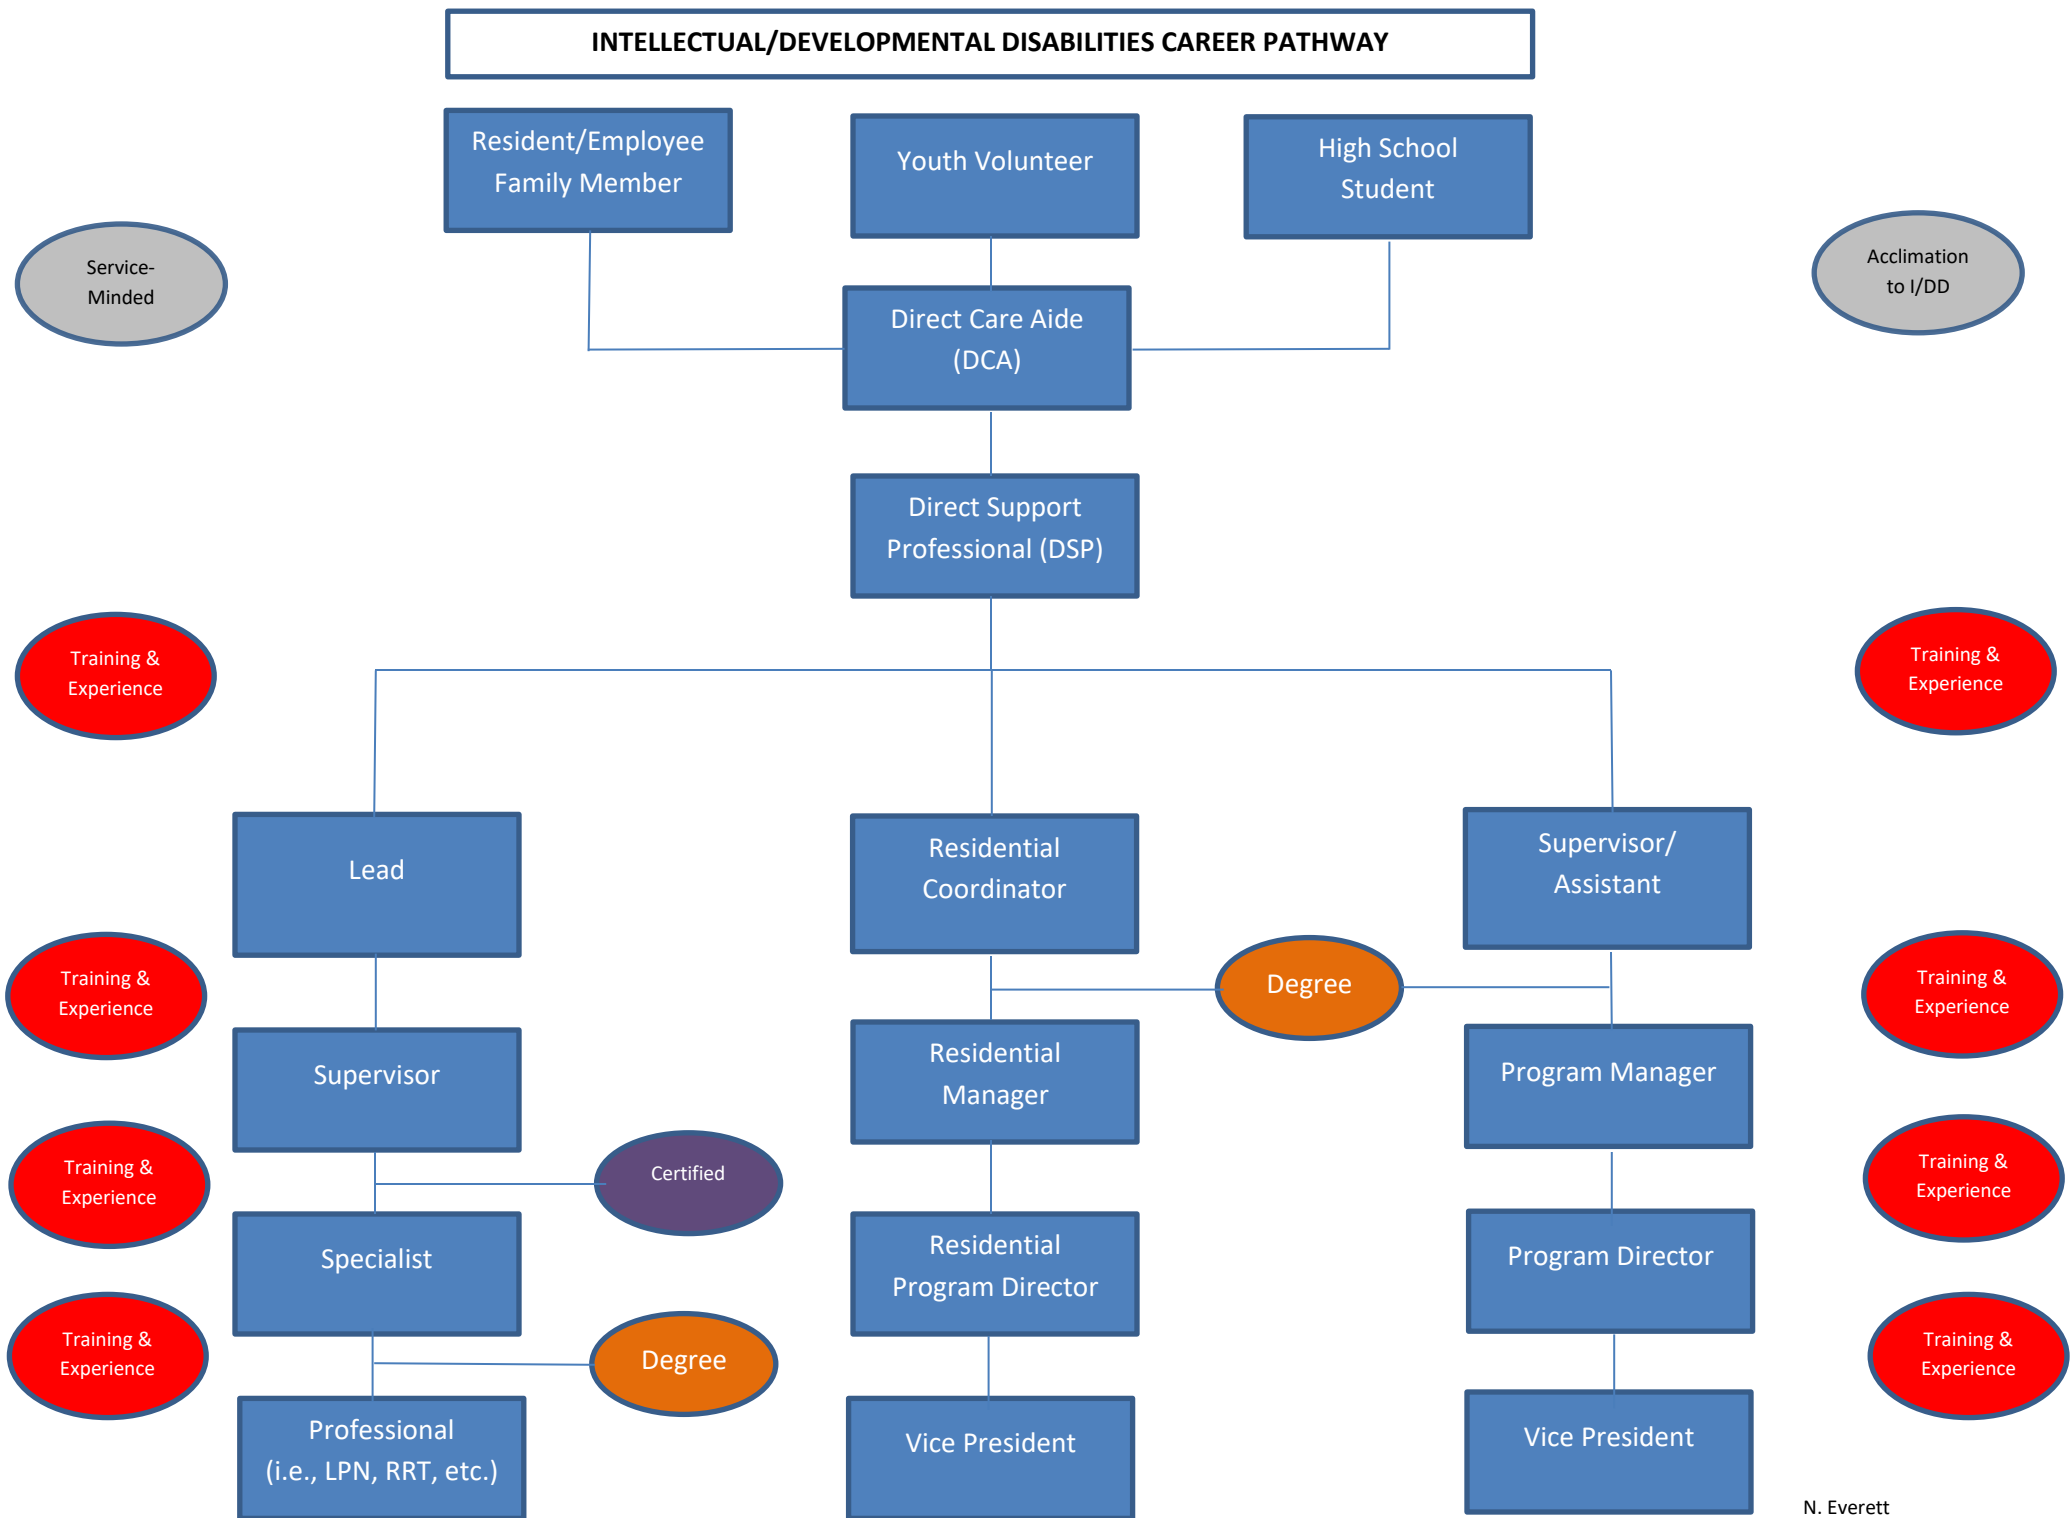 INTELLECTUAL/DEVELOPMENTAL DISABILITIES CAREER PATHWAY
Resident/Employee
Family Member
Youth Volunteer
High School
Student
Service-
Minded
Acclimation
to I/DD
Direct Care Aide
(DCA)
Direct Support
Professional (DSP)
Training &
Experience
Training &
Experience
Lead
Residential
Coordinator
Supervisor/
Assistant
Training &
Experience
Degree
Training &
Experience
Supervisor
Residential
Manager
Program Manager
Training &
Experience
Certified
Training &
Experience
Specialist
Residential
Program Director
Program Director
Training &
Experience
Degree
Training &
Experience
Professional
(i.e., LPN, RRT, etc.)
Vice President
Vice President
N. Everett